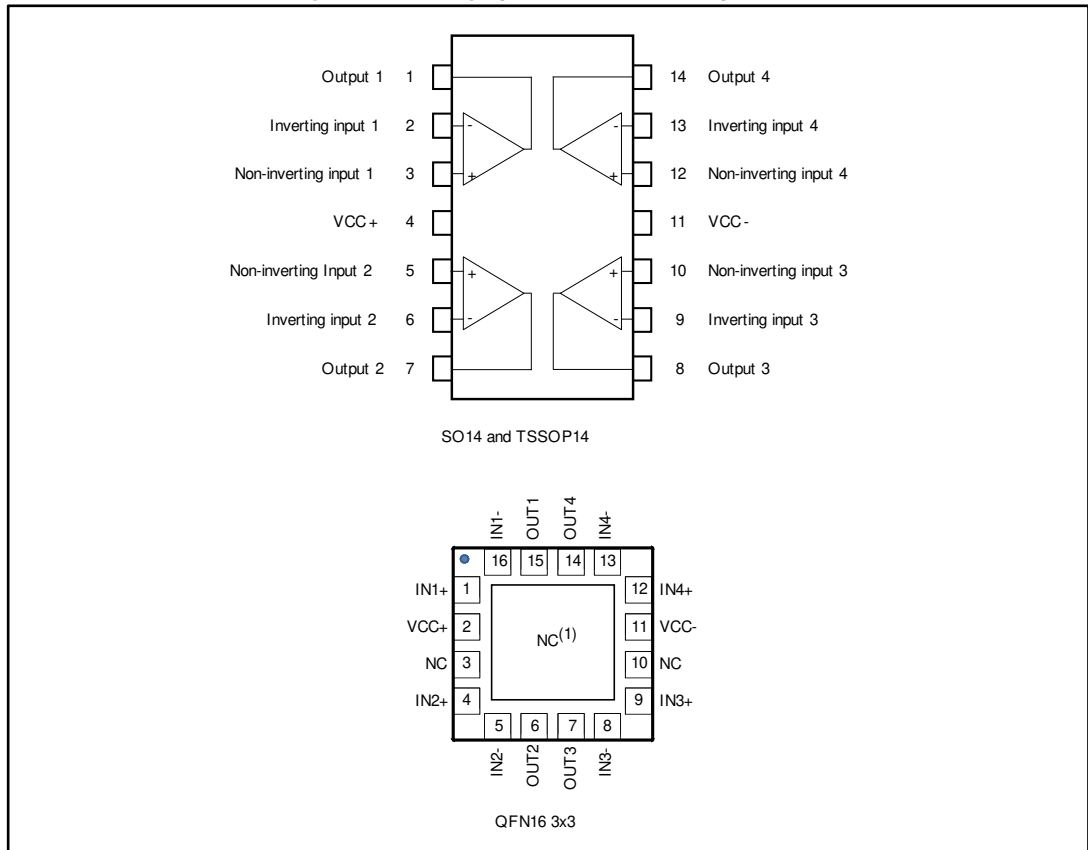 Output 1 1 14 Output 4
- -
Inverting input 1 2 13 Inverting input 4
Non-inverting input 1 3 + + 12 Non-inverting input 4
VCC+ 4 11 VCC-
Non-inverting Input 2 5 + + 10 Non-inverting input 3
Inverting input 2 6 - - 9 Inverting input 3
Output 2 7 8 Output 3
SO14 and TSSOP14
IN1- OUT1 OUT4 IN4-
16 15 14 13
IN1+ 1 12 IN4+
VCC+ 2 11 VCC-
NC(1)
NC 3 10 NC
IN2+ 4 9 IN3+
5 6 7 8
IN2- OUT2 OUT3 IN3-
QFN16 3x3